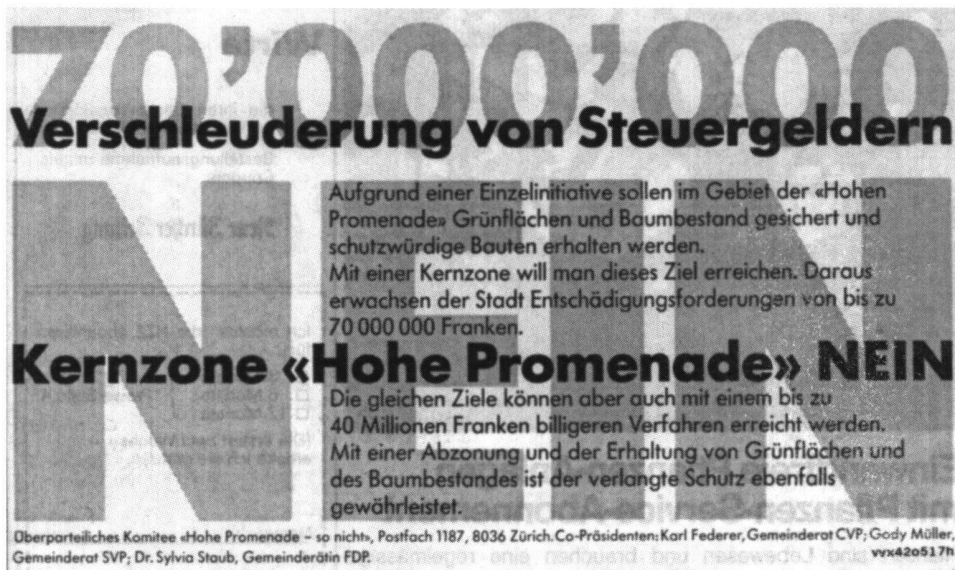 70’000’000
Verschleuderung von Steuergeldern
NEIN
Aufgrund einer Einzelinitiative sollen im Gebiet der «Hohen
Promenade» Grünflächen und Baumbestand gesichert und
schutzwürdige Bauten erhalten werden.
Mit einer Kernzone will man dieses Ziel erreichen. Daraus
erwachsen der Stadt Entschädigungsforderungen von bis zu
70 000 000 Franken.
Kernzone «Hohe Promenade» NEIN
Die gleichen Ziele können aber auch mit einem bis zu
40 Millionen Franken billigeren Verfahren erreicht werden.
Mit einer Abzonung und der Erhaltung von Grünflächen und
des Baumbestandes ist der verlangte Schutz ebenfalls
gewährleistet.
Überparteiliches Komitee «Hohe Promenade – so nicht», Postfach 1187, 8036 Zürich. Co-Präsidenten: Karl Federer, Gemeinderat CVP; Gody Müller,
Gemeinderat SVP; Dr. Sylvia Staub, Gemeinderätin FDP. vvx42o517h